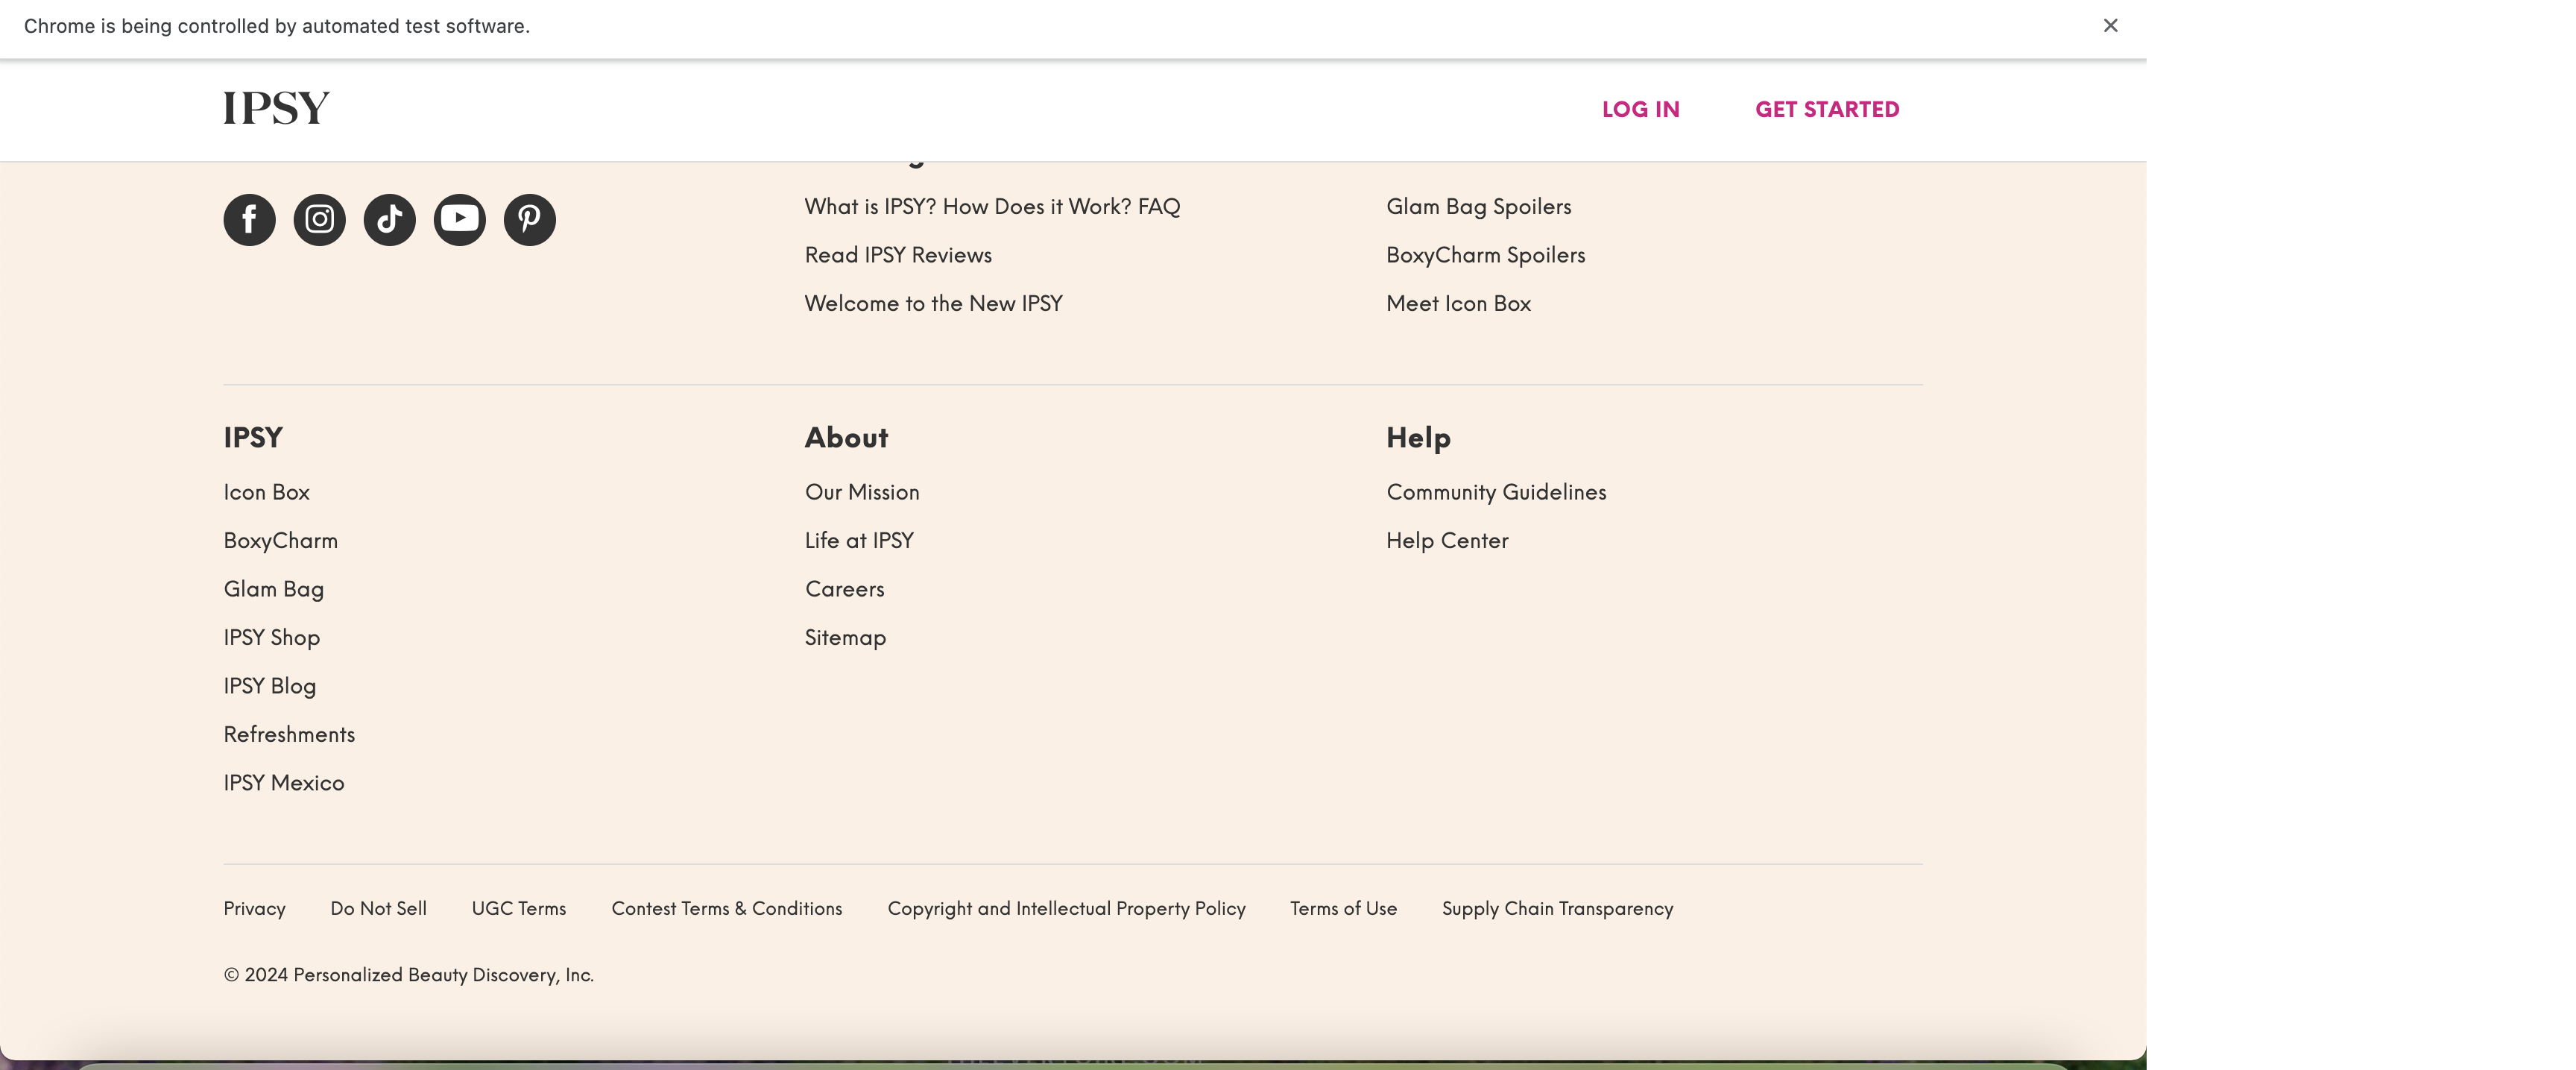 Chrome is being controlled by automated test software.
IPSY
LOG IN
GET STARTED
What is IPSY? How Does it Work? FAQ
Read IPSY Reviews
Welcome to the New IPSY
Glam Bag Spoilers
BoxyCharm Spoilers
Meet Icon Box
IPSY
Icon Box
BoxyCharm
Glam Bag
IPSY Shop
IPSY Blog
Refreshments
IPSY Mexico
About
Our Mission
Life at IPSY
Careers
Sitemap
Help
Community Guidelines
Help Center
Privacy Do Not Sell UGC Terms Contest Terms & Conditions Copyright and Intellectual Property Policy Terms of Use Supply Chain Transparency
© 2024 Personalized Beauty Discovery, Inc.